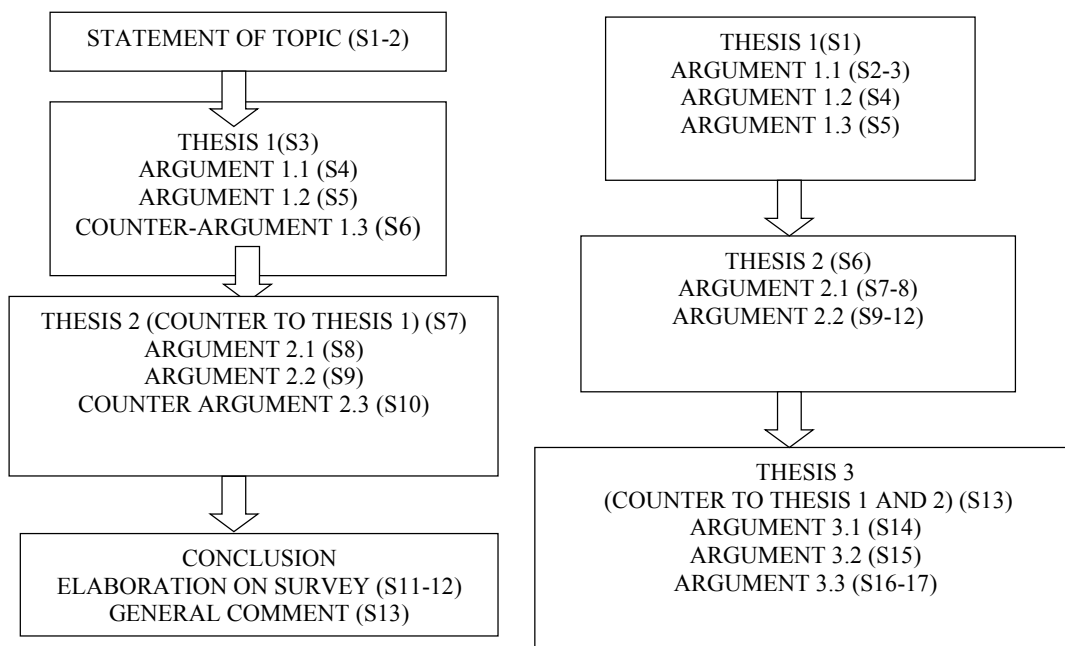 STATEMENT OF TOPIC (S1-2)
THESIS 1(S3)
ARGUMENT 1.1 (S4)
ARGUMENT 1.2 (S5)
COUNTER-ARGUMENT 1.3 (S6)
THESIS 2 (COUNTER TO THESIS 1) (S7)
ARGUMENT 2.1 (S8)
ARGUMENT 2.2 (S9)
COUNTER ARGUMENT 2.3 (S10)
CONCLUSION
ELABORATION ON SURVEY (S11-12)
GENERAL COMMENT (S13)
THESIS 1(S1)
ARGUMENT 1.1 (S2-3)
ARGUMENT 1.2 (S4)
ARGUMENT 1.3 (S5)
THESIS 2 (S6)
ARGUMENT 2.1 (S7-8)
ARGUMENT 2.2 (S9-12)
THESIS 3
(COUNTER TO THESIS 1 AND 2) (S13)
ARGUMENT 3.1 (S14)
ARGUMENT 3.2 (S15)
ARGUMENT 3.3 (S16-17)